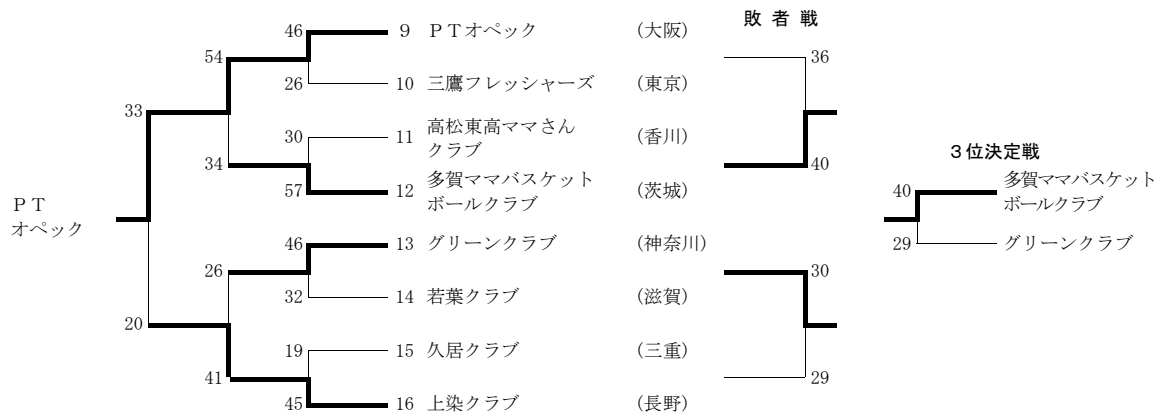 敗 者 戦
46 9 ＰＴオペック (大阪)
54 36
26 10 三鷹フレッシャーズ (東京)
33
30 11 高松東高ママさん
クラブ (香川)
34 40
３位決定戦
57 12 多賀ママバスケット
ボールクラブ (茨城)
40 多賀ママバスケット
ボールクラブ
ＰＴ
オペック
46 13 グリーンクラブ (神奈川)
29 グリーンクラブ
26 30
32 14 若葉クラブ (滋賀)
20
19 15 久居クラブ (三重)
41 29
45 16 上染クラブ (長野)